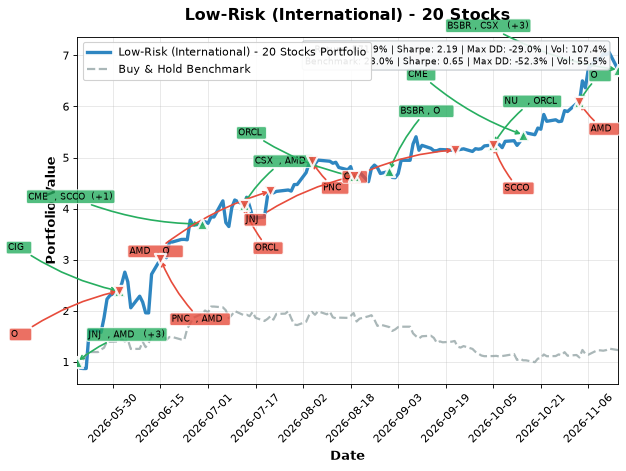 Low-Risk (International) - 20 Stocks
BSBR , CSX (+3)
Low-Risk (International) - 20 Stocks Portfolio
Buy & Hold Benchmark
9% | Sharpe: 2.19 | Max DD: -29.0% | Vol: 107.4%
.0% | Sharpe: 0.65 | Max DD: -52.3% | Vol: 55.5%
CME
O
BSBR , O
NU , ORCL
AMD
ORCL
CSX , AMD
PNC
SCCO
CME , SCCO (+1)
JNJ
CIG
AMD , O
ORCL
PNC , AMD
O
JNJ , AMD (+3)
Portfolio Value
7
6
5
4
3
2
1
2026-05-30
2026-06-15
2026-07-01
2026-07-17
2026-08-02
2026-08-18
2026-09-03
2026-09-19
2026-10-05
2026-10-21
2026-11-06
Date